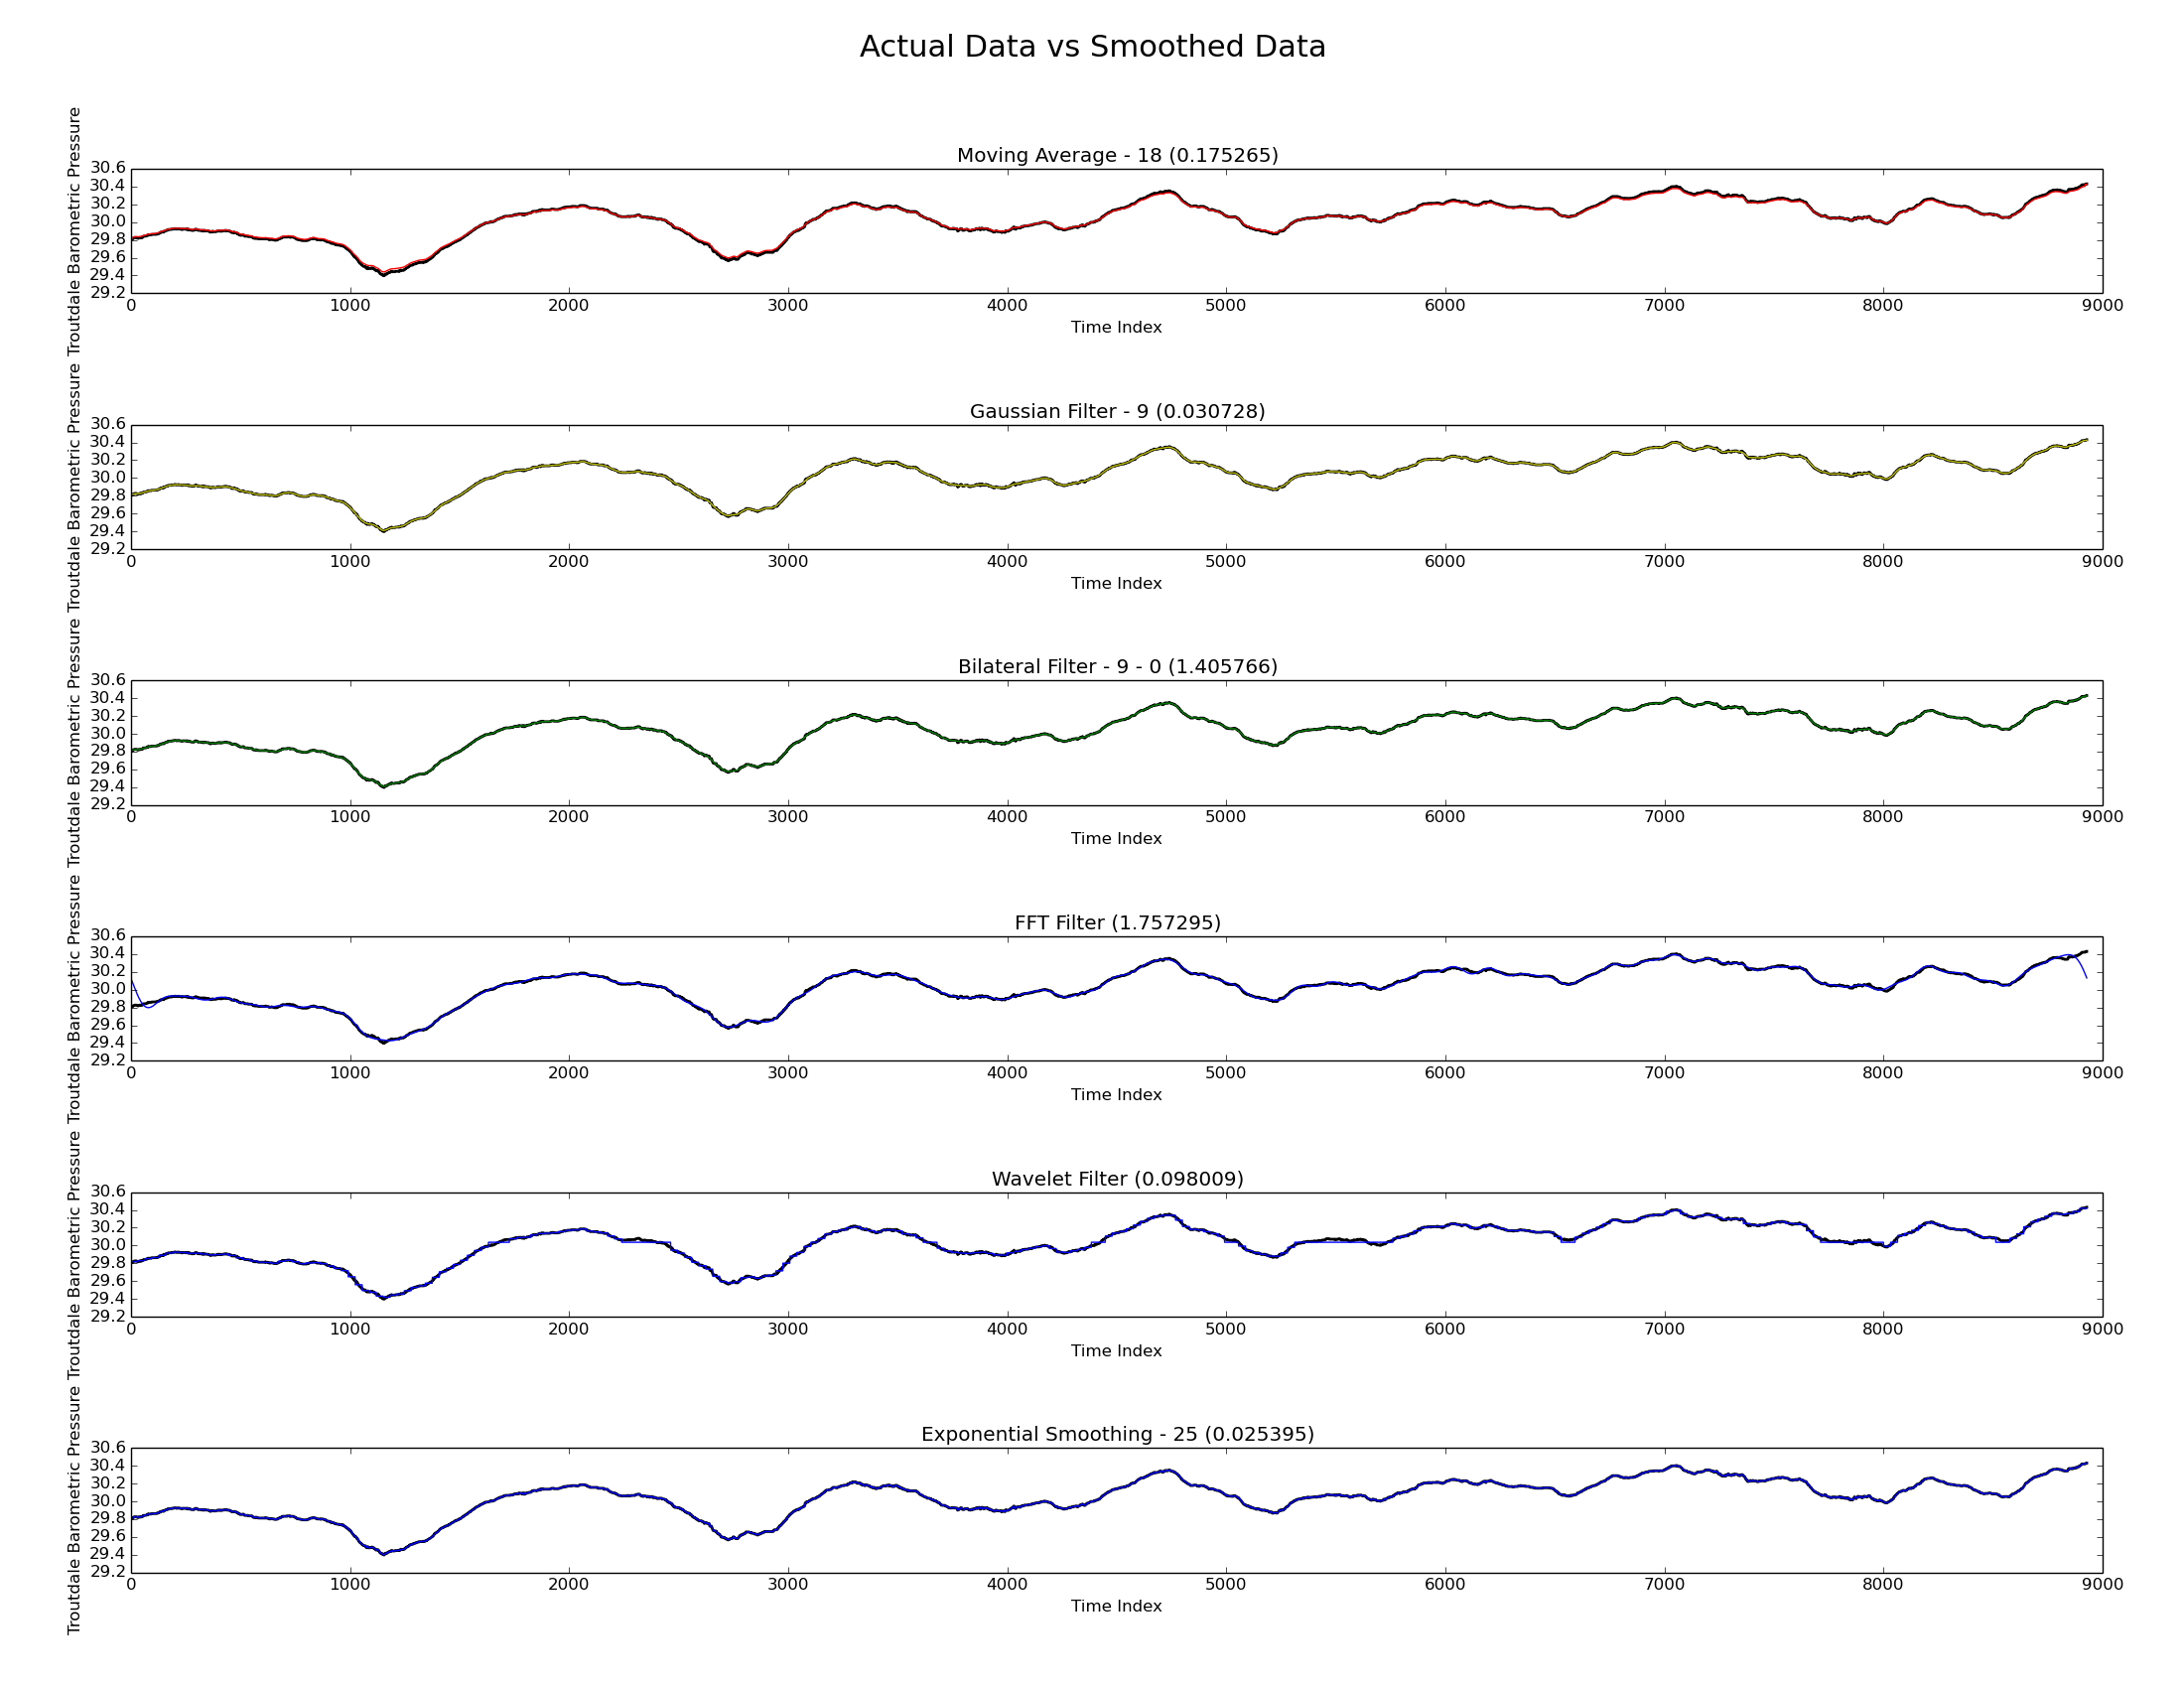 Actual Data vs Smoothed Data
Moving Average - 18 (0.175265)
Troutdale Barometric Pressure
30.6
30.4
30.2
30.0
29.8
29.6
29.4
29.2
0 1000 2000 3000 4000 5000 6000 7000 8000 9000
Time Index
Gaussian Filter - 9 (0.030728)
Troutdale Barometric Pressure
30.6
30.4
30.2
30.0
29.8
29.6
29.4
29.2
0 1000 2000 3000 4000 5000 6000 7000 8000 9000
Time Index
Bilateral Filter - 9 - 0 (1.405766)
Troutdale Barometric Pressure
30.6
30.4
30.2
30.0
29.8
29.6
29.4
29.2
0 1000 2000 3000 4000 5000 6000 7000 8000 9000
Time Index
FFT Filter (1.757295)
Troutdale Barometric Pressure
30.6
30.4
30.2
30.0
29.8
29.6
29.4
29.2
0 1000 2000 3000 4000 5000 6000 7000 8000 9000
Time Index
Wavelet Filter (0.098009)
Troutdale Barometric Pressure
30.6
30.4
30.2
30.0
29.8
29.6
29.4
29.2
0 1000 2000 3000 4000 5000 6000 7000 8000 9000
Time Index
Exponential Smoothing - 25 (0.025395)
Troutdale Barometric Pressure
30.6
30.4
30.2
30.0
29.8
29.6
29.4
29.2
0 1000 2000 3000 4000 5000 6000 7000 8000 9000
Time Index